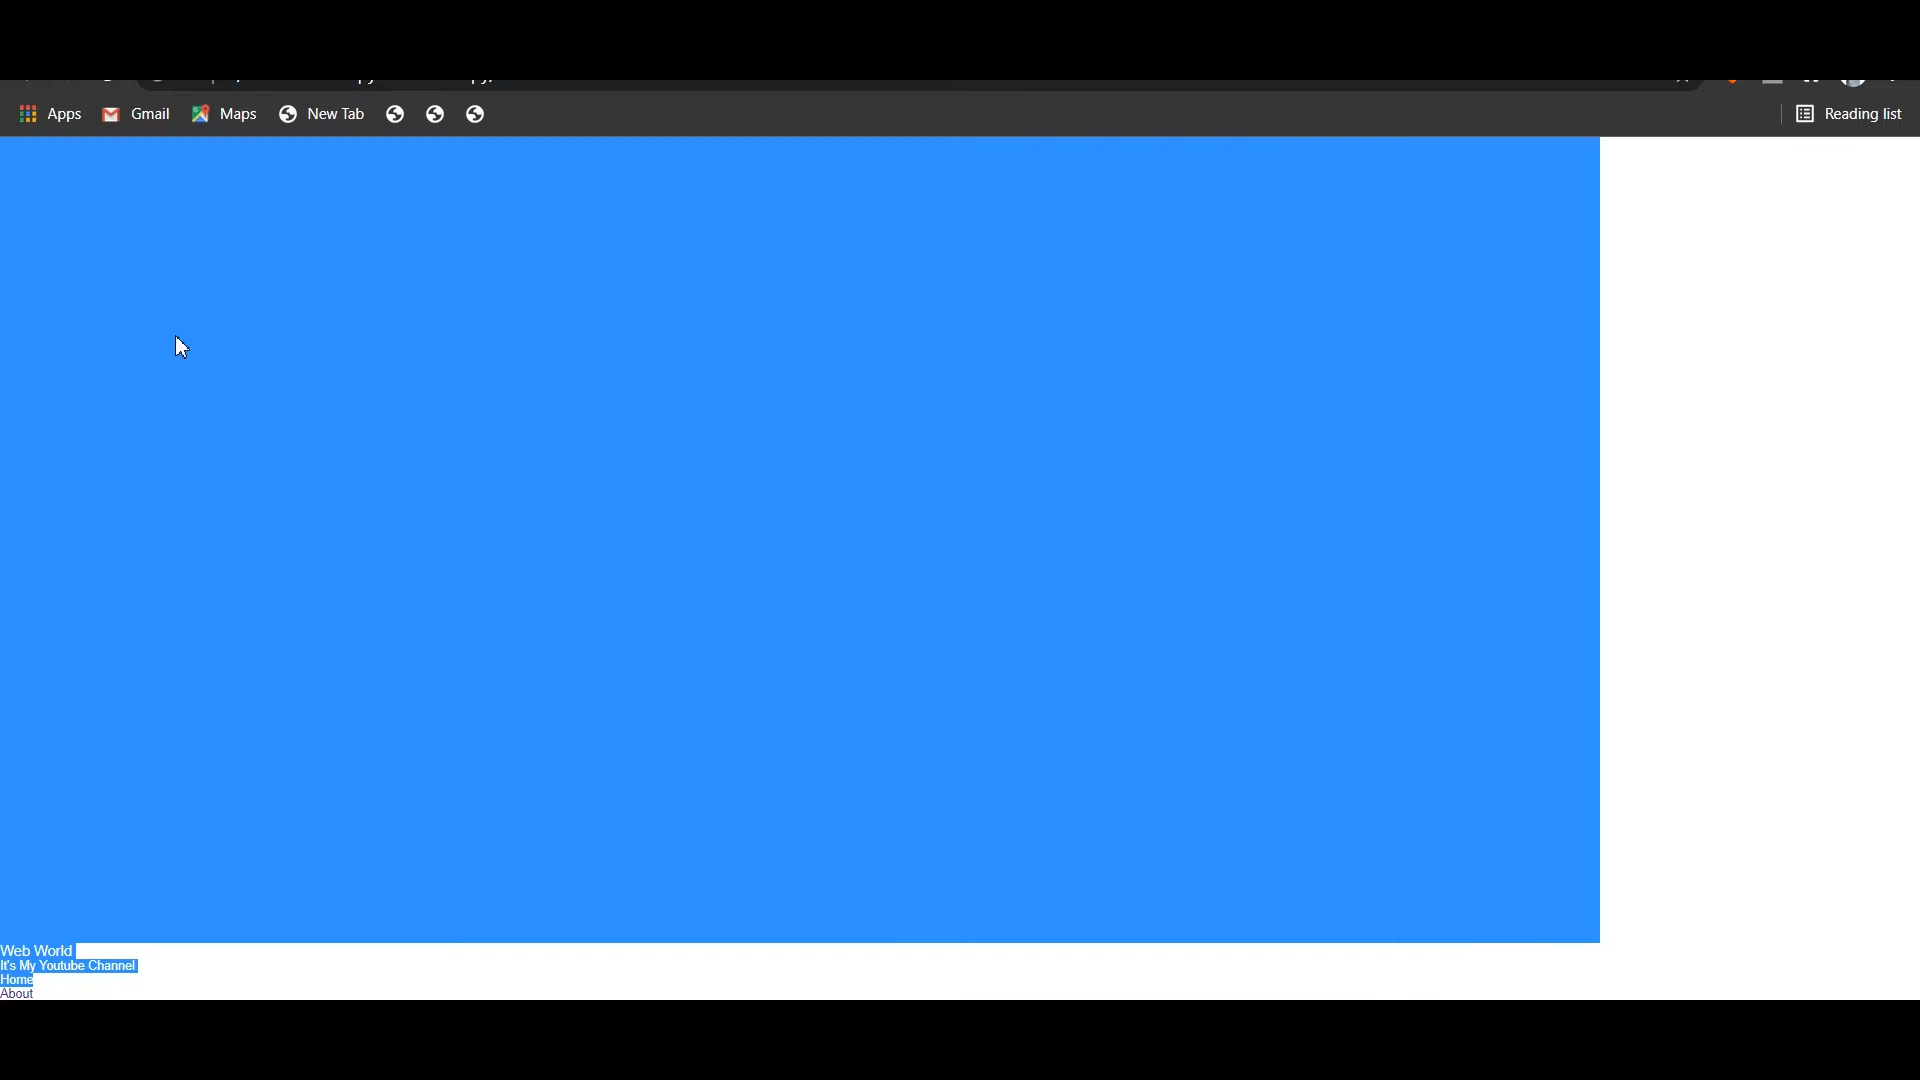 Apps Gmail Maps New Tab Reading list
Web World
It's My Youtube Channel
Home
About